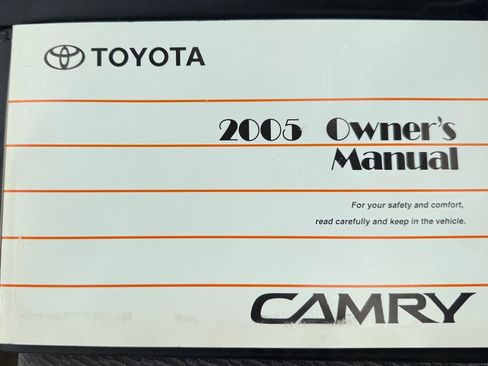 TOYOTA
2005 Owner's
Manual
For your safety and comfort,
read carefully and keep in the vehicle.
CAMRY